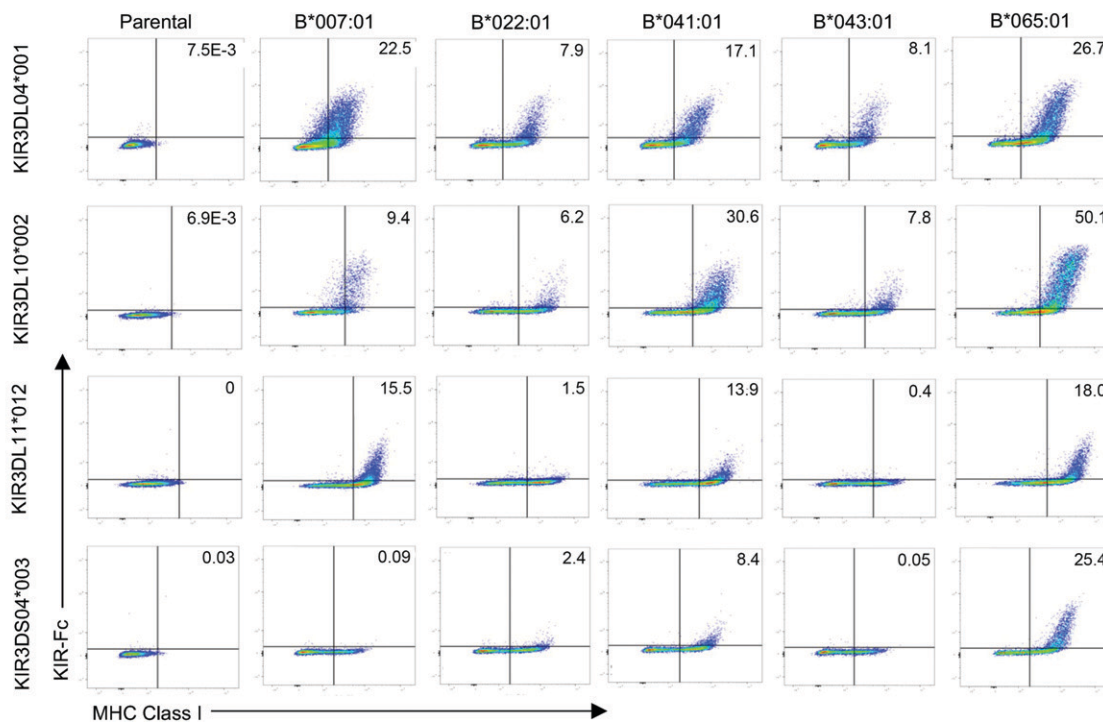 Parental B*007:01 B*022:01 B*041:01 B*043:01 B*065:01
KIR3DL04*001 7.5E-3 22.5 7.9 17.1 8.1 26.7
KIR3DL10*002 6.9E-3 9.4 6.2 30.6 7.8 50.1
KIR3DL11*012 0 15.5 1.5 13.9 0.4 18.0
KIR3DS04*003 0.03 0.09 2.4 8.4 0.05 25.4
KIR-Fc
MHC Class I